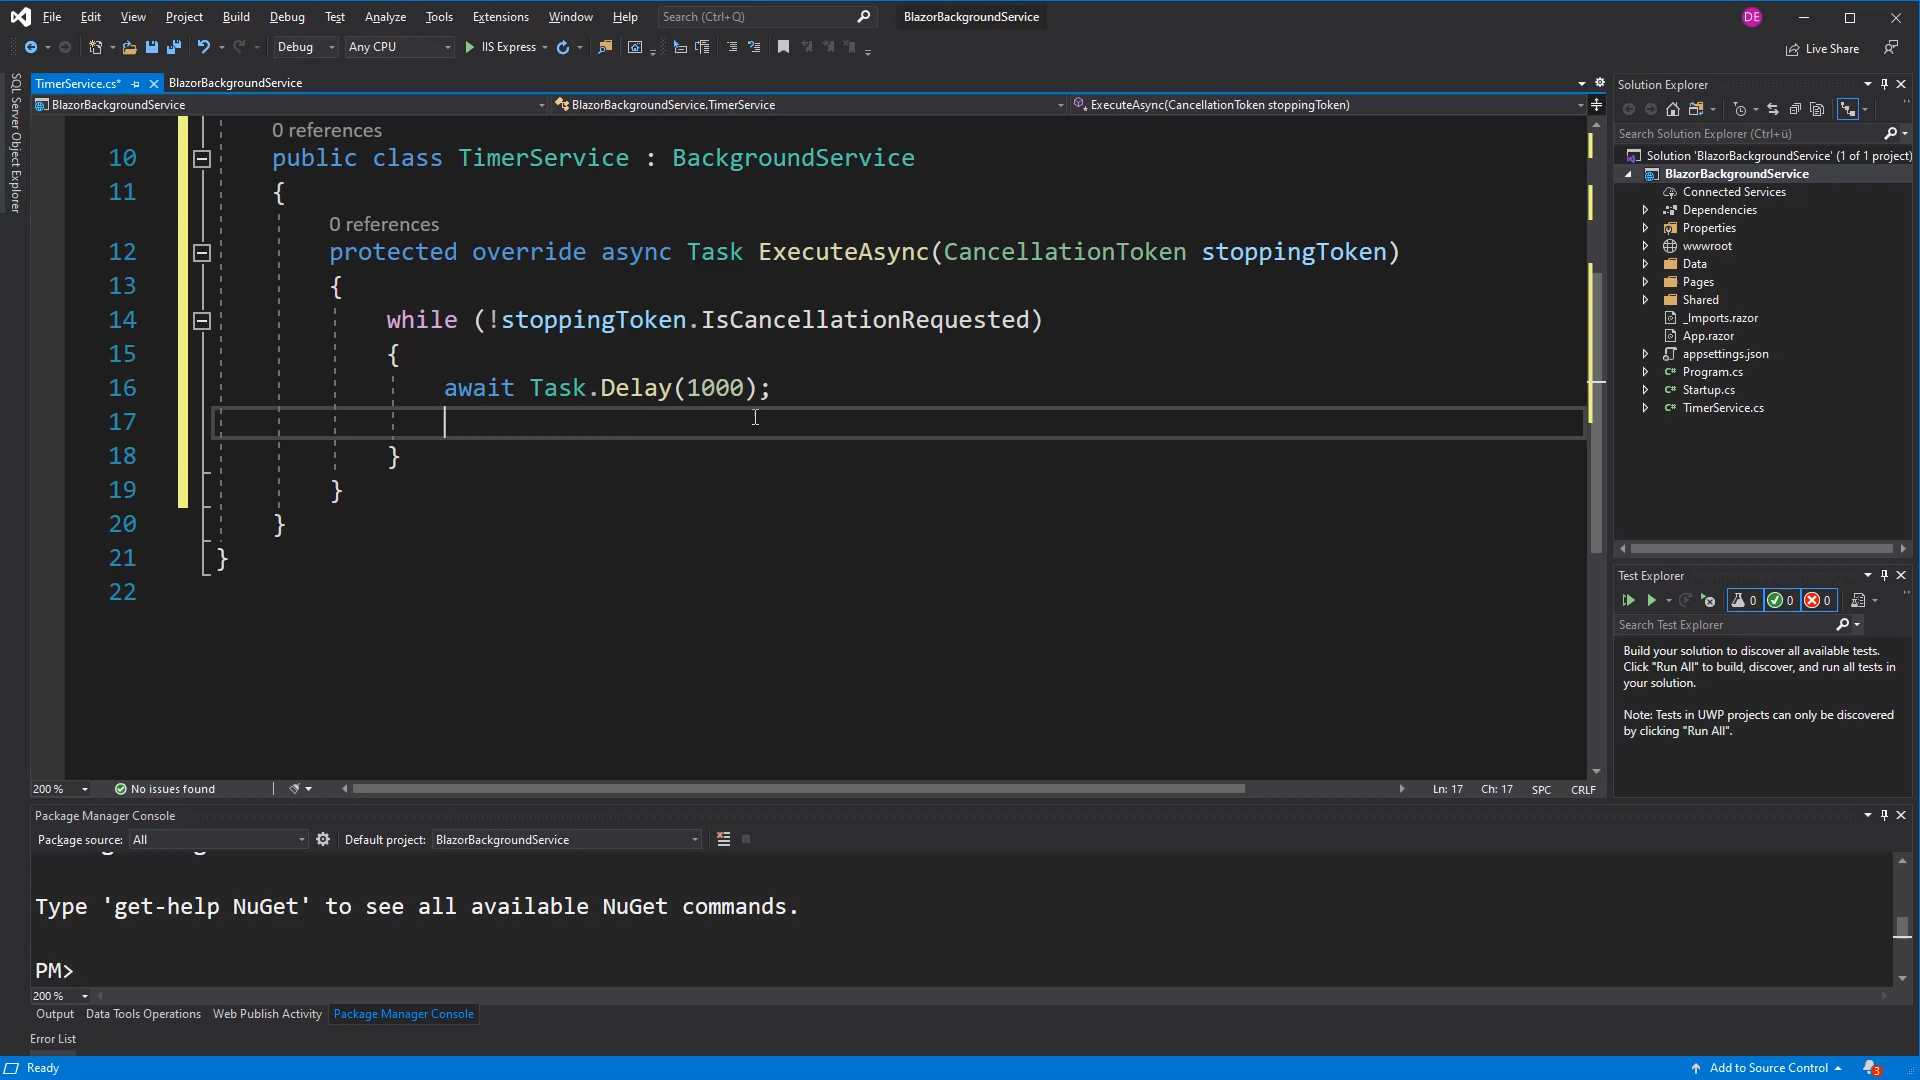 File Edit View Project Build Debug Test Analyze Tools Extensions Window Help Search (Ctrl+Q) BlazorBackgroundService DE
Debug Any CPU IIS Express Live Share
SQL Server Object Explorer
TimerService.cs* BlazorBackgroundService
BlazorBackgroundService BlazorBackgroundService.TimerService ExecuteAsync(CancellationToken stoppingToken)
0 references
10 public class TimerService : BackgroundService
11 {
0 references
12 protected override async Task ExecuteAsync(CancellationToken stoppingToken)
13 {
14 while (!stoppingToken.IsCancellationRequested)
15 {
16 await Task.Delay(1000);
17
18 }
19 }
20 }
21 }
22
200 % No issues found Ln: 17 Ch: 17 SPC CRLF
Solution Explorer
Search Solution Explorer (Ctrl+ü)
Solution 'BlazorBackgroundService' (1 of 1 project)
BlazorBackgroundService
Connected Services
Dependencies
Properties
wwwroot
Data
Pages
Shared
_Imports.razor
App.razor
appsettings.json
Program.cs
Startup.cs
TimerService.cs
Test Explorer
0 0 0
Search Test Explorer
Build your solution to discover all available tests.
Click "Run All" to build, discover, and run all tests in
your solution.
Note: Tests in UWP projects can only be discovered
by clicking "Run All".
Package Manager Console
Package source: All Default project: BlazorBackgroundService
Type 'get-help NuGet' to see all available NuGet commands.
PM>
200 %
Output Data Tools Operations Web Publish Activity Package Manager Console
Error List
Ready Add to Source Control 3